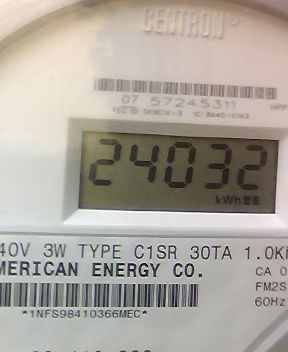 CENTRON
07 57245311
24032
kWh
40V 3W TYPE C1SR 30TA 1.0K
MERICAN ENERGY CO.
CA 0
FM2S
60Hz
*1NFS98410366MEC*